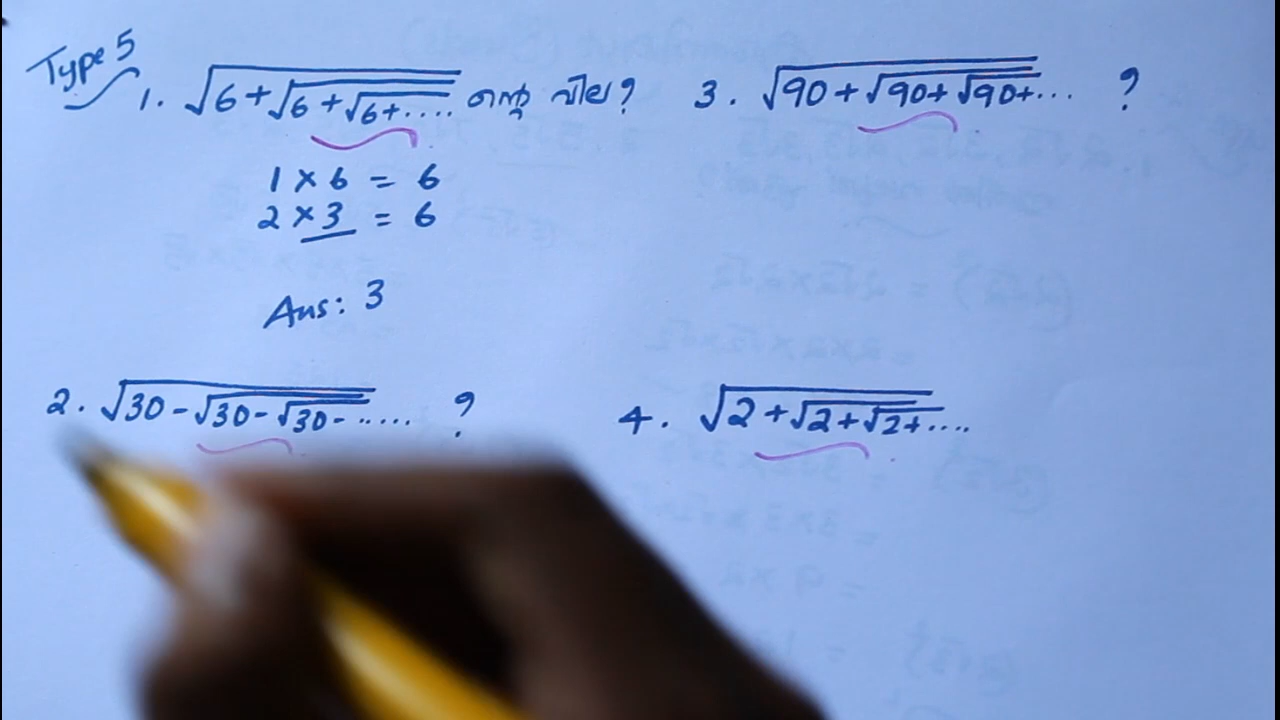 Type 5
1. √6+√6+√6+.... ന്റെ വില?
1 × 6 = 6
2 × 3 = 6
Ans: 3
2. √30-√30-√30-...... ?
3. √90+√90+√90+... ?
4. √2+√2+√2+....